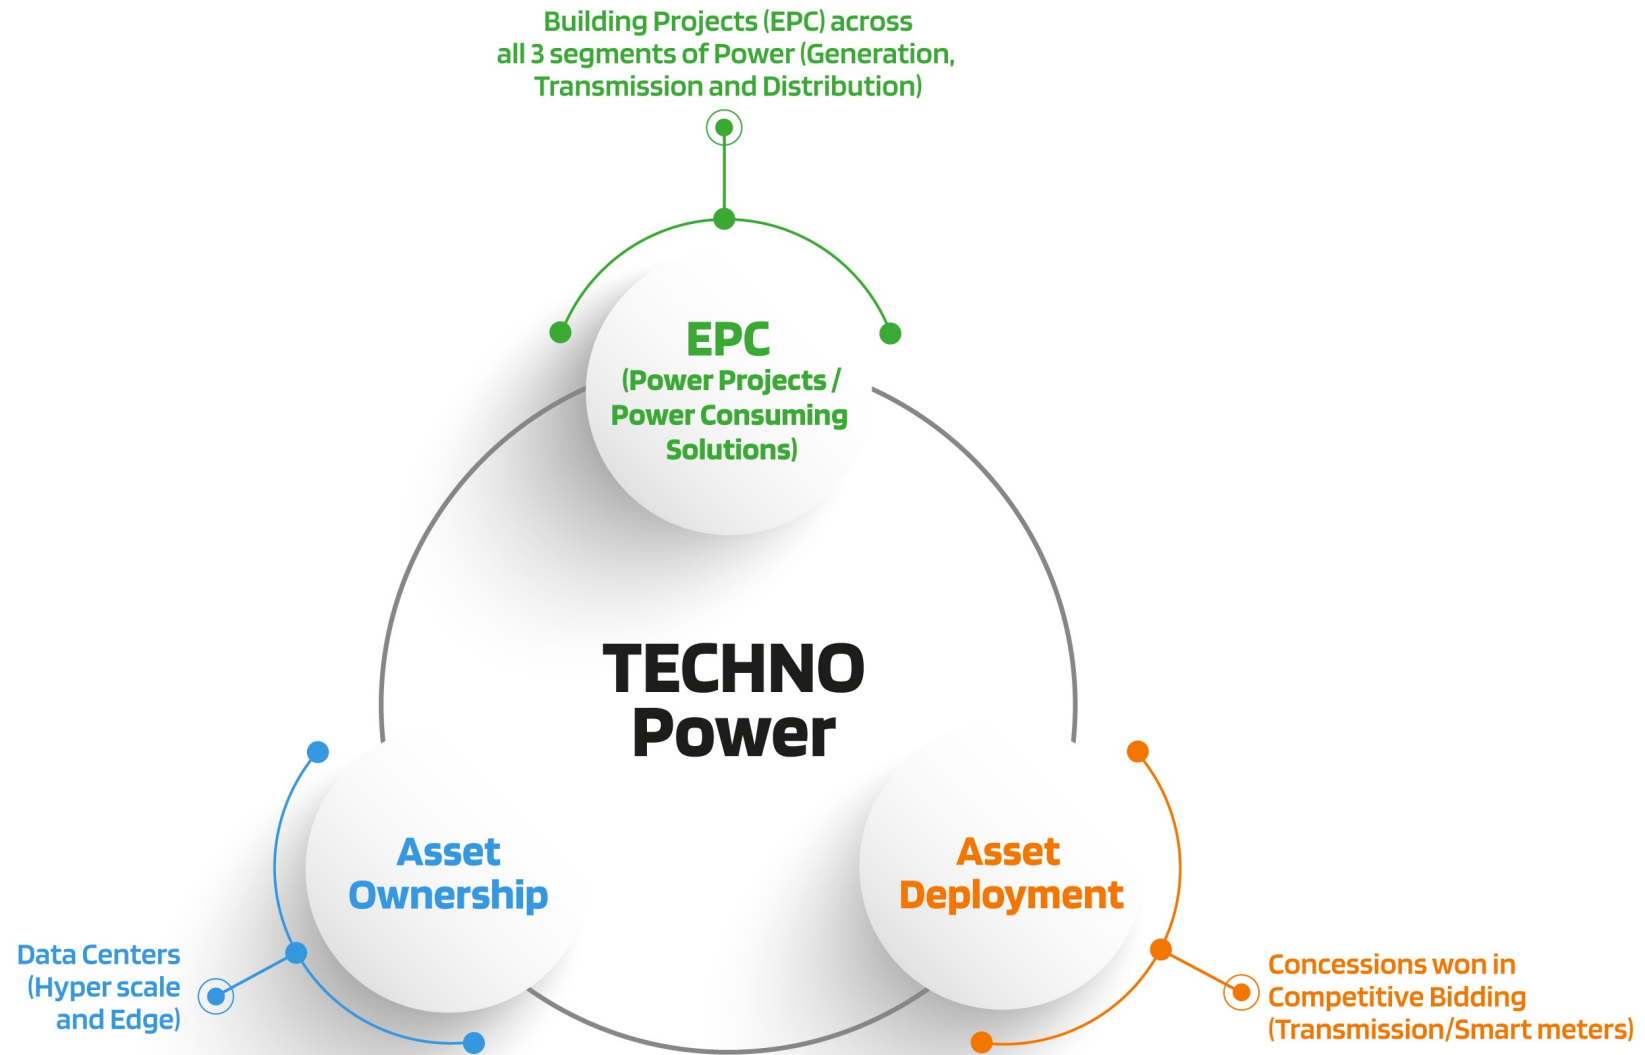 Building Projects (EPC) across
all 3 segments of Power (Generation,
Transmission and Distribution)
EPC
(Power Projects /
Power Consuming
Solutions)
TECHNO
Power
Asset
Ownership
Asset
Deployment
Data Centers
(Hyper scale
and Edge)
Concessions won in
Competitive Bidding
(Transmission/Smart meters)